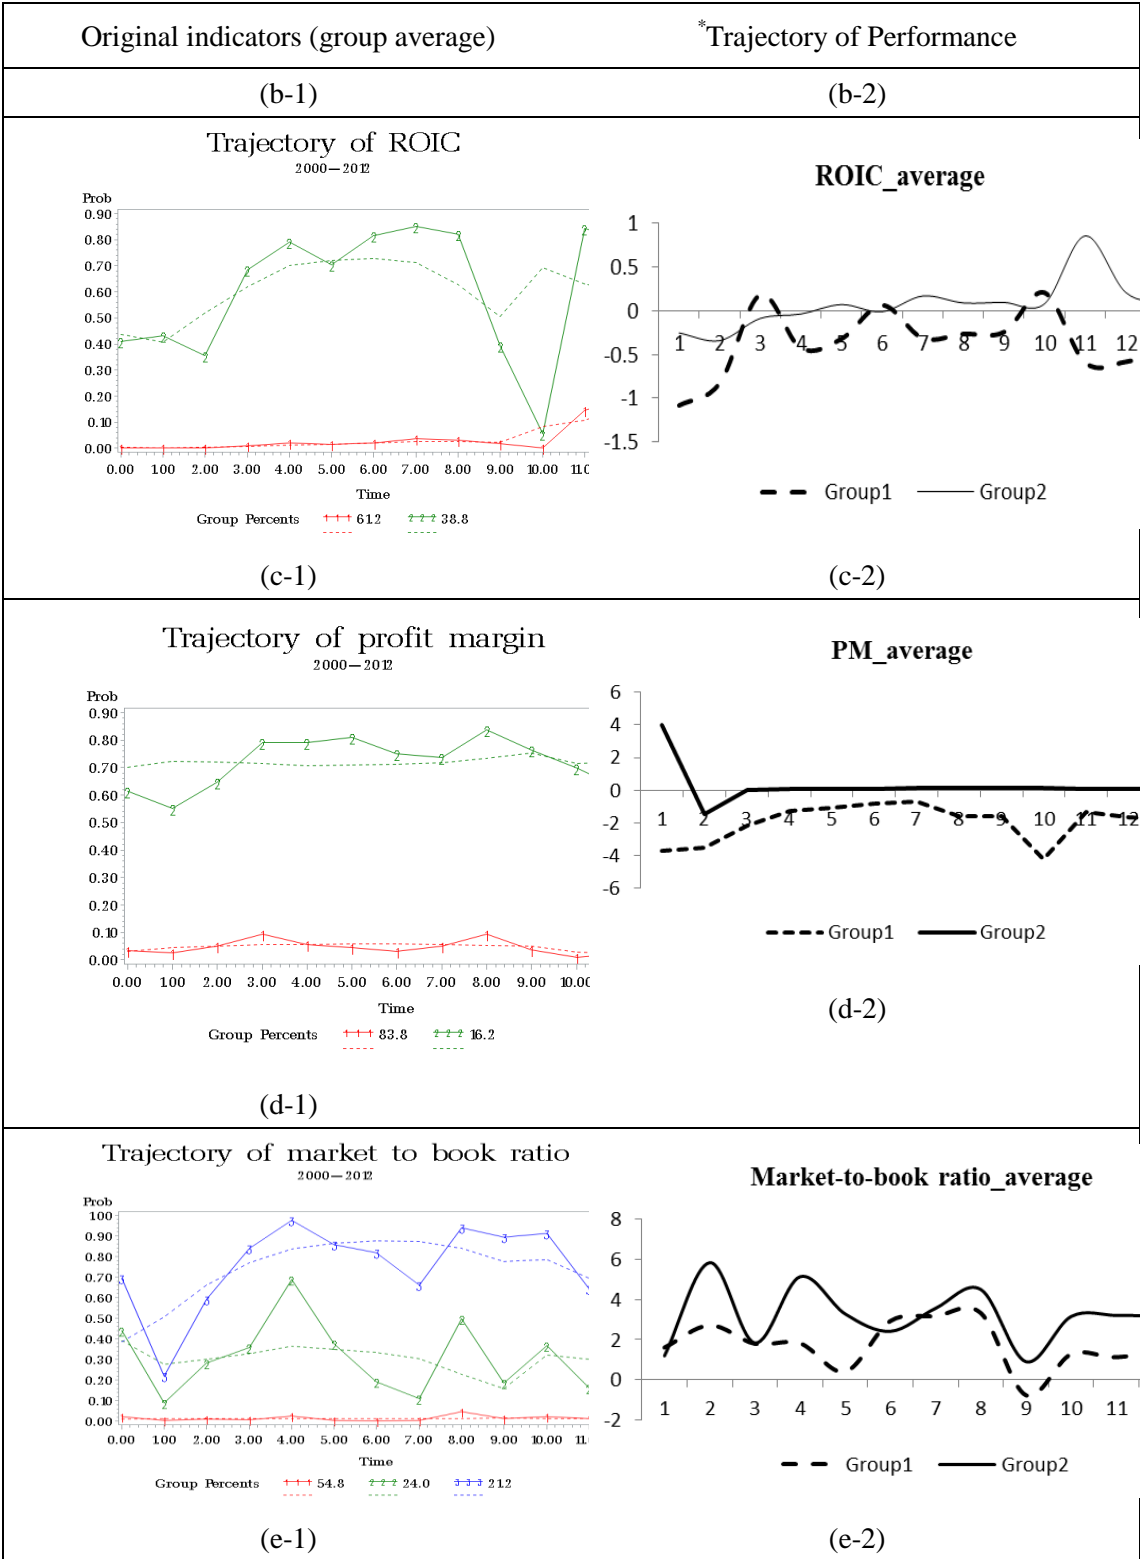 Original indicators (group average)
*Trajectory of Performance
(b-1)
(b-2)
Trajectory of ROIC
2000—2012
Prob
0.90
0.80
0.70
0.60
0.50
0.40
0.30
0.20
0.10
0.00
0.00 1.00 2.00 3.00 4.00 5.00 6.00 7.00 8.00 9.00 10.00 11.0
Time
Group Percents 61.2 38.8
(c-1)
ROIC_average
1
0.5
0
-0.5
-1
-1.5
1 2 3 4 5 6 7 8 9 10 11 12
Group1 Group2
(c-2)
Trajectory of profit margin
2000—2012
Prob
0.90
0.80
0.70
0.60
0.50
0.40
0.30
0.20
0.10
0.00
0.00 1.00 2.00 3.00 4.00 5.00 6.00 7.00 8.00 9.00 10.00
Time
Group Percents 83.8 16.2
(d-1)
PM_average
6
4
2
0
-2
-4
-6
1 2 3 4 5 6 7 8 9 10 11 12
Group1 Group2
(d-2)
Trajectory of market to book ratio
2000—2012
Prob
1.00
0.90
0.80
0.70
0.60
0.50
0.40
0.30
0.20
0.10
0.00
0.00 1.00 2.00 3.00 4.00 5.00 6.00 7.00 8.00 9.00 10.00 11.
Time
Group Percents 54.8 24.0 21.2
(e-1)
Market-to-book ratio_average
8
6
4
2
0
-2
1 2 3 4 5 6 7 8 9 10 11
Group1 Group2
(e-2)